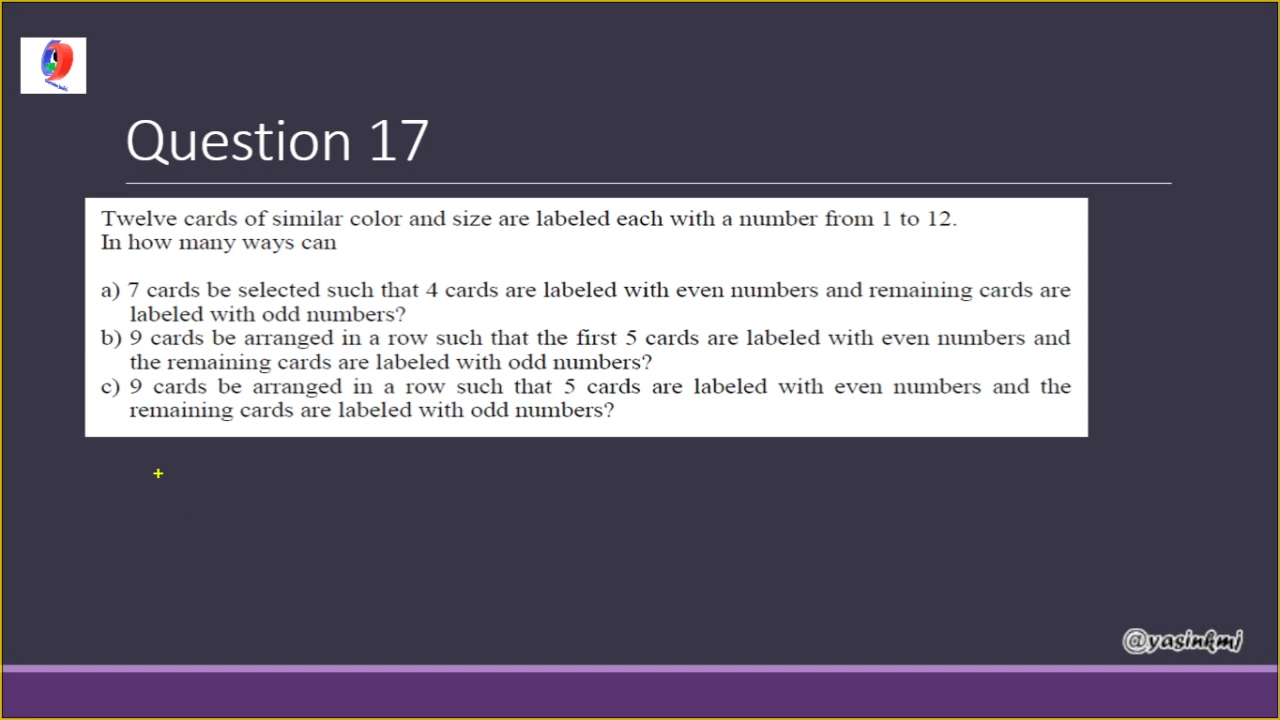 Question 17
Twelve cards of similar color and size are labeled each with a number from 1 to 12.
In how many ways can
a) 7 cards be selected such that 4 cards are labeled with even numbers and remaining cards are
labeled with odd numbers?
b) 9 cards be arranged in a row such that the first 5 cards are labeled with even numbers and
the remaining cards are labeled with odd numbers?
c) 9 cards be arranged in a row such that 5 cards are labeled with even numbers and the
remaining cards are labeled with odd numbers?
@yasinkmj